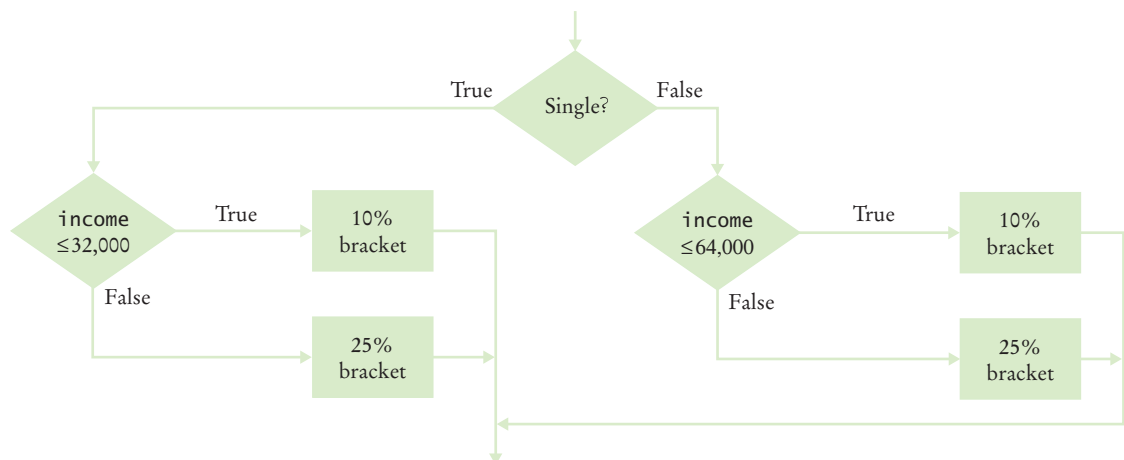 True
Single?
False
income
≤32,000
True
10%
bracket
False
25%
bracket
income
≤64,000
True
10%
bracket
False
25%
bracket